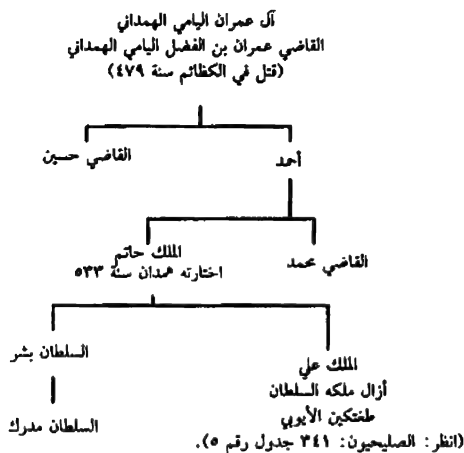 آل عمران اليامي الهمداني
القاضي عمران بن الفضل اليامي الهمداني
(قتل في الكظائم سنة ٤٧٩)
أحمد
القاضي حسين
القاضي محمد
الملك حاتم
اختارته همدان سنة ٥٣٣
الملك علي
أزال ملكه السلطان
طغتكين الأيوبي
السلطان بشر
السلطان مدرك
(انظر: الصليحيون: ٣٤١ جدول رقم ٥).